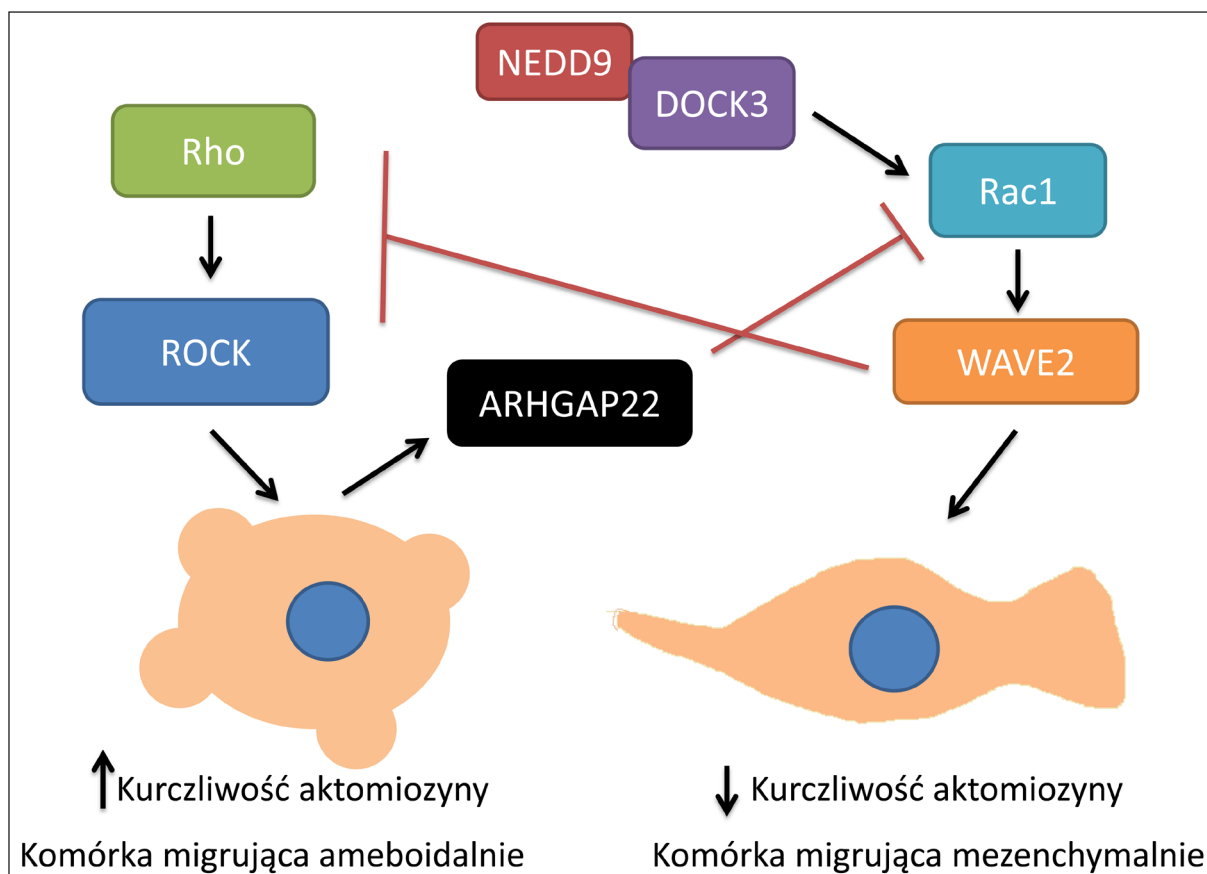 NEDD9
DOCK3
Rho
Rac1
ROCK
WAVE2
ARHGAP22
Kurczliwość aktomiozyny
Komórka migrująca ameboidalnie
Kurczliwość aktomiozyny
Komórka migrująca mezenchymalnie